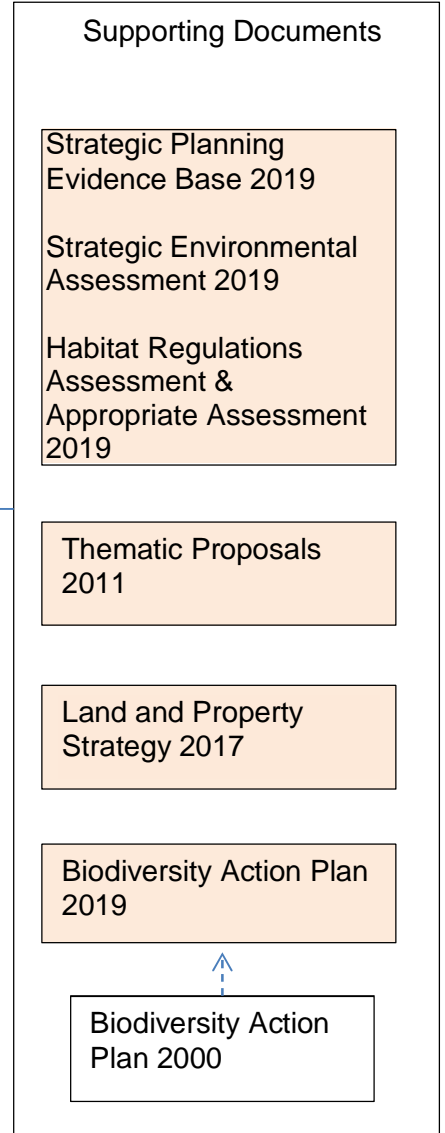 Supporting Documents
Strategic Planning
Evidence Base 2019
Strategic Environmental
Assessment 2019
Habitat Regulations
Assessment &
Appropriate Assessment
2019
Thematic Proposals
2011
Land and Property
Strategy 2017
Biodiversity Action Plan
2019
Biodiversity Action
Plan 2000